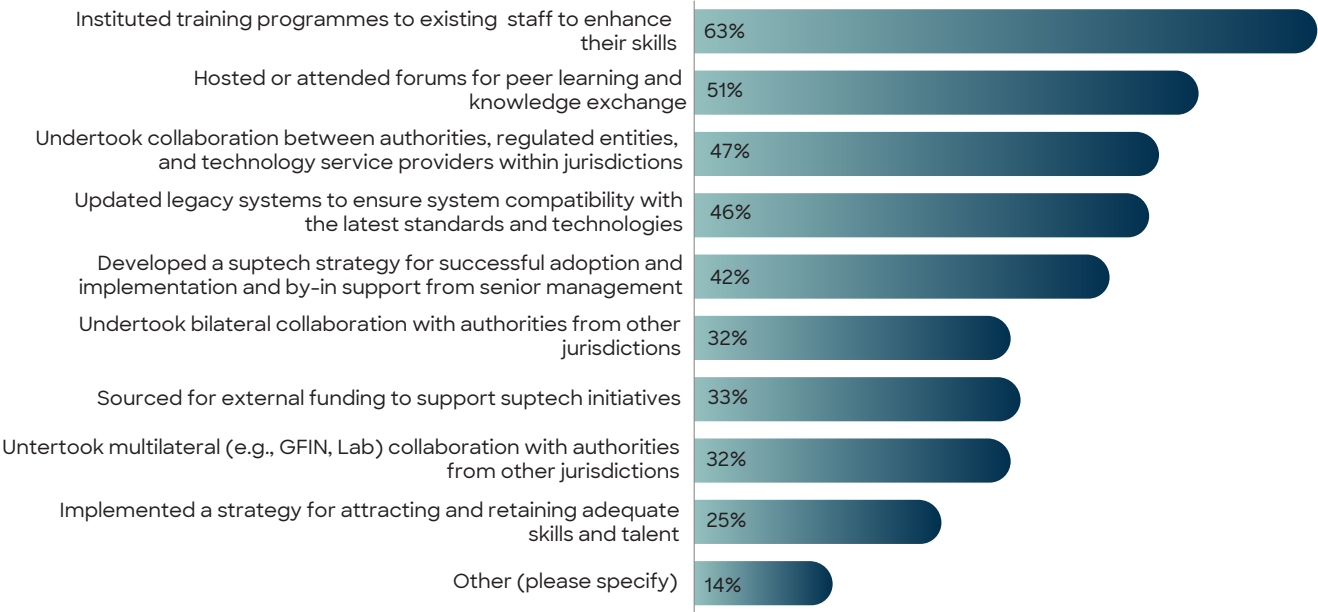 Instituted training programmes to existing staff to enhance
their skills
63%
Hosted or attended forums for peer learning and
knowledge exchange
51%
Undertook collaboration between authorities, regulated entities,
and technology service providers within jurisdictions
47%
Updated legacy systems to ensure system compatibility with
the latest standards and technologies
46%
Developed a suptech strategy for successful adoption and
implementation and by-in support from senior management
42%
Undertook bilateral collaboration with authorities from other
jurisdictions
32%
Sourced for external funding to support suptech initiatives
33%
Untertook multilateral (e.g., GFIN, Lab) collaboration with authorities
from other jurisdictions
32%
Implemented a strategy for attracting and retaining adequate
skills and talent
25%
Other (please specify)
14%